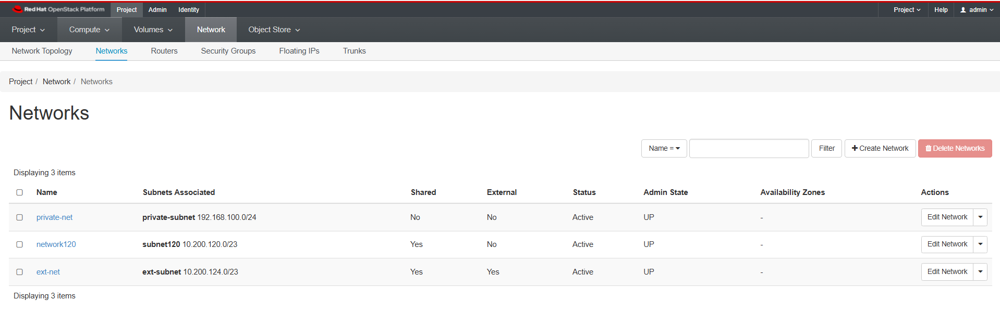 Red Hat OpenStack Platform Project Admin Identity Project Help admin
Project Compute Volumes Network Object Store
Network Topology Networks Routers Security Groups Floating IPs Trunks
Project / Network / Networks
Networks
Name = Filter Create Network Delete Networks
Displaying 3 items
Name Subnets Associated Shared External Status Admin State Availability Zones Actions
private-net private-subnet 192.168.100.0/24 No No Active UP - Edit Network
network120 subnet120 10.200.120.0/23 Yes No Active UP - Edit Network
ext-net ext-subnet 10.200.124.0/23 Yes Yes Active UP - Edit Network
Displaying 3 items